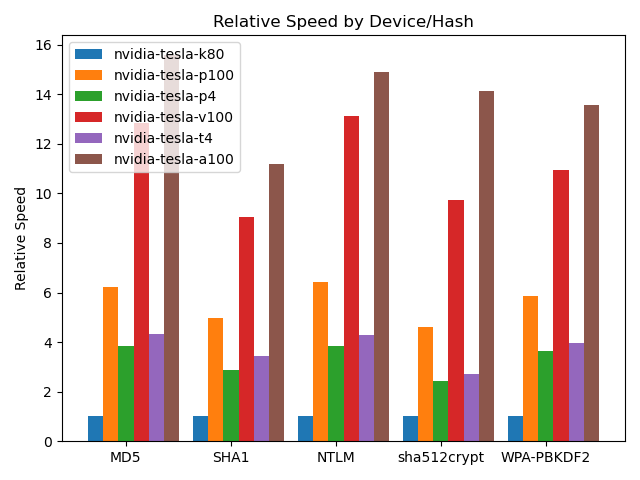 Relative Speed by Device/Hash
Relative Speed
16
14
12
10
8
6
4
2
0
nvidia-tesla-k80
nvidia-tesla-p100
nvidia-tesla-p4
nvidia-tesla-v100
nvidia-tesla-t4
nvidia-tesla-a100
MD5
SHA1
NTLM
sha512crypt
WPA-PBKDF2